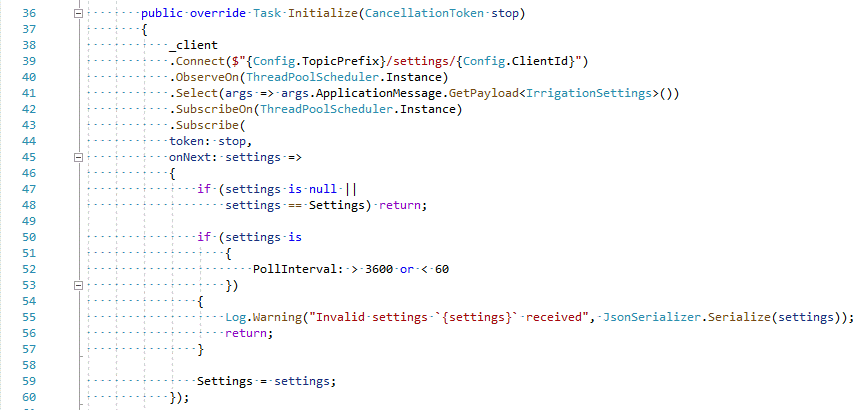 36 public override Task Initialize(CancellationToken stop)
37 {
38 _client
39 .Connect($"{Config.TopicPrefix}/settings/{Config.ClientId}")
40 .ObserveOn(ThreadPoolScheduler.Instance)
41 .Select(args => args.ApplicationMessage.GetPayload<IrrigationSettings>())
42 .SubscribeOn(ThreadPoolScheduler.Instance)
43 .Subscribe(
44 token: stop,
45 onNext: settings =>
46 {
47 if (settings is null ||
48 settings == Settings) return;
49
50 if (settings is
51 {
52 PollInterval: > 3600 or < 60
53 })
54 {
55 Log.Warning("Invalid settings `{settings}` received", JsonSerializer.Serialize(settings));
56 return;
57 }
58
59 Settings = settings;
60 });